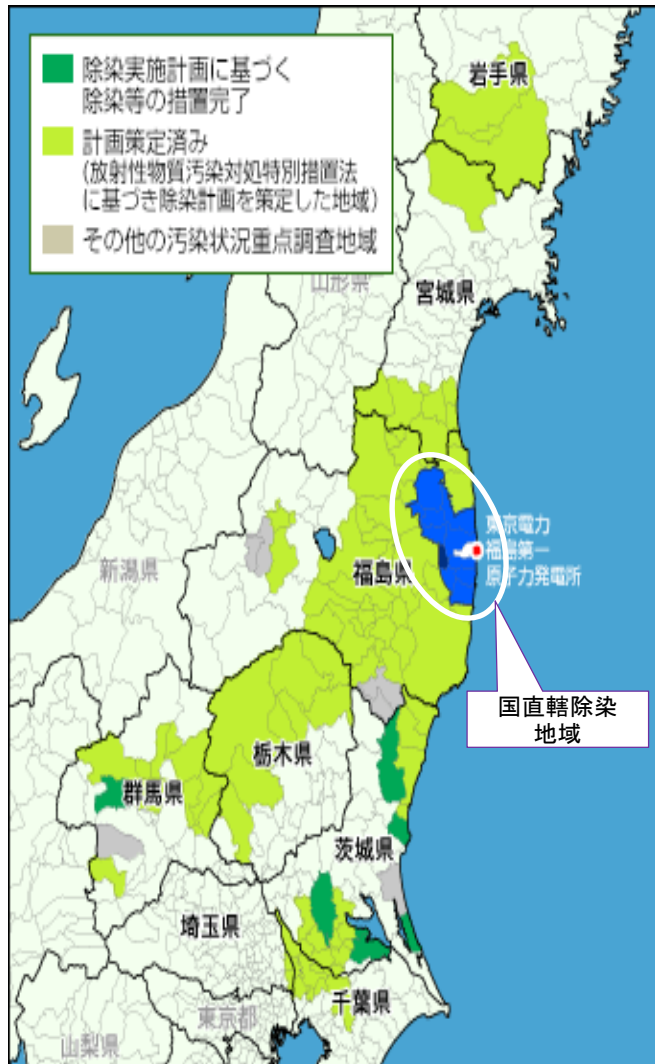 除染実施計画に基づく
除染等の措置完了
計画策定済み
(放射性物質汚染対処特別措置法
に基づき除染計画を策定した地域)
その他の汚染状況重点調査地域
岩手県
山形県
宮城県
東京電力
福島第一
原子力発電所
新潟県
福島県
国直轄除染
地域
栃木県
群馬県
茨城県
埼玉県
千葉県
東京都
山梨県